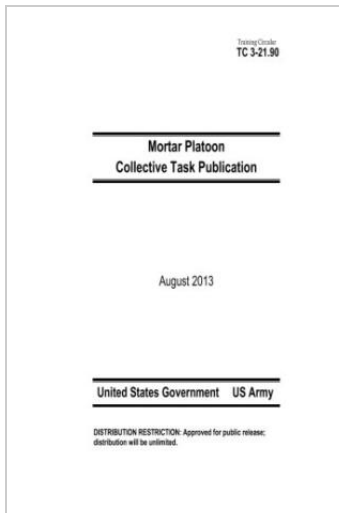 Training Circular
TC 3-21.90
Mortar Platoon
Collective Task Publication
August 2013
United States Government US Army
DISTRIBUTION RESTRICTION: Approved for public release;
distribution will be unlimited.